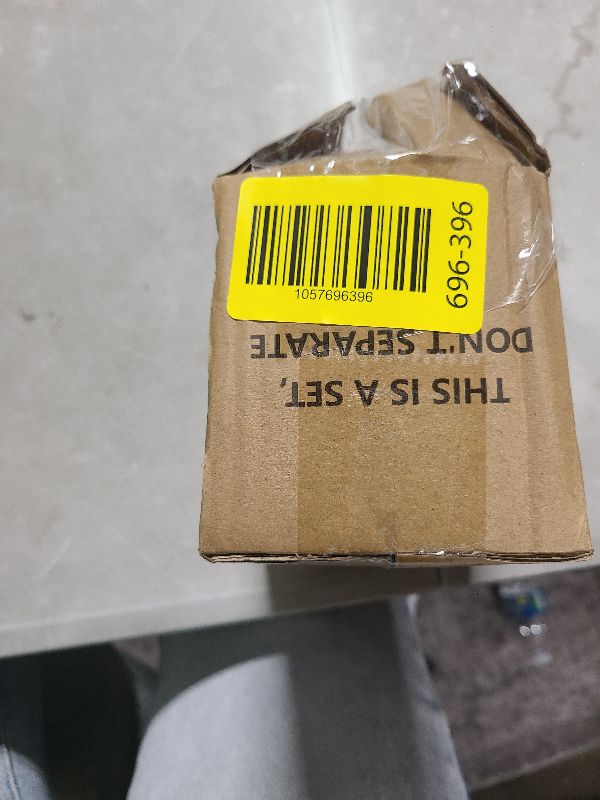 1057696396
696-396
THIS IS A SET,
DON'T SEPARATE